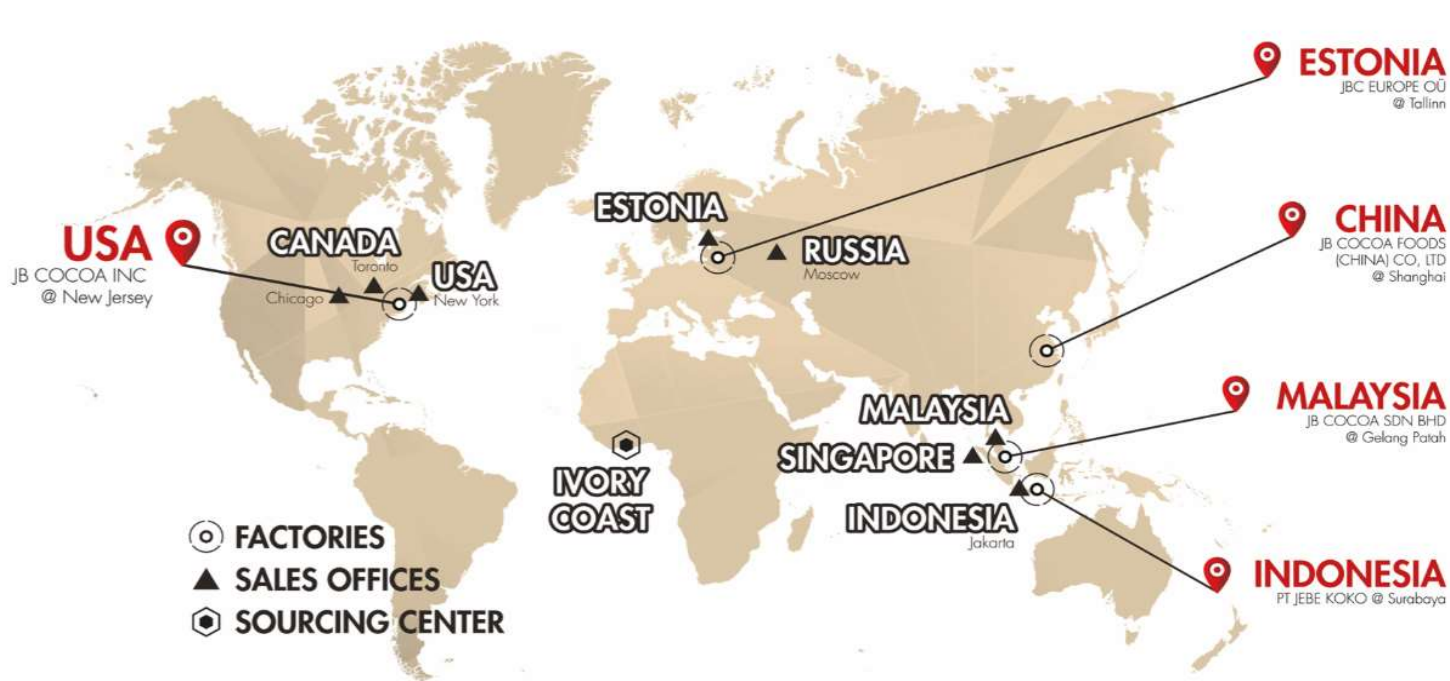 ESTONIA
JBC EUROPE OÜ
@ Tallinn
ESTONIA
CHINA
JB COCOA FOODS
(CHINA) CO, LTD
@ Shanghai
USA
JB COCOA INC
@ New Jersey
CANADA
Toronto
RUSSIA
Moscow
USA
New York
Chicago
MALAYSIA
JB COCOA SDN BHD
@ Gelang Patah
MALAYSIA
SINGAPORE
IVORY
COAST
INDONESIA
Jakarta
FACTORIES
SALES OFFICES
SOURCING CENTER
INDONESIA
PT JEBE KOKO @ Surabaya